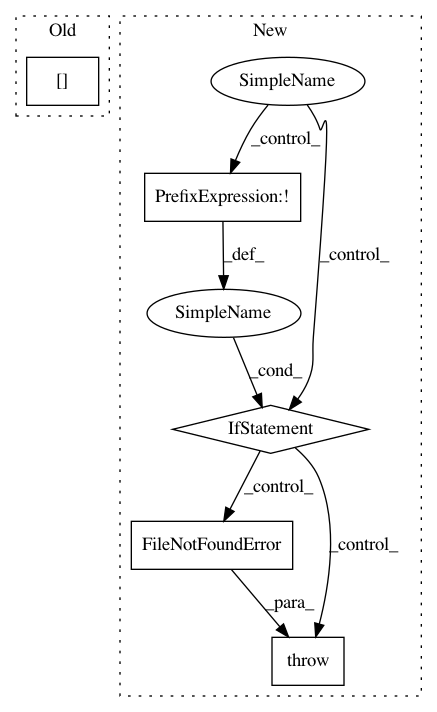 Old
New
[]
SimpleName
_control_
PrefixExpression:!
_def_
_control_
SimpleName
_cond_
IfStatement
_control_
_control_
FileNotFoundError
_para_
throw